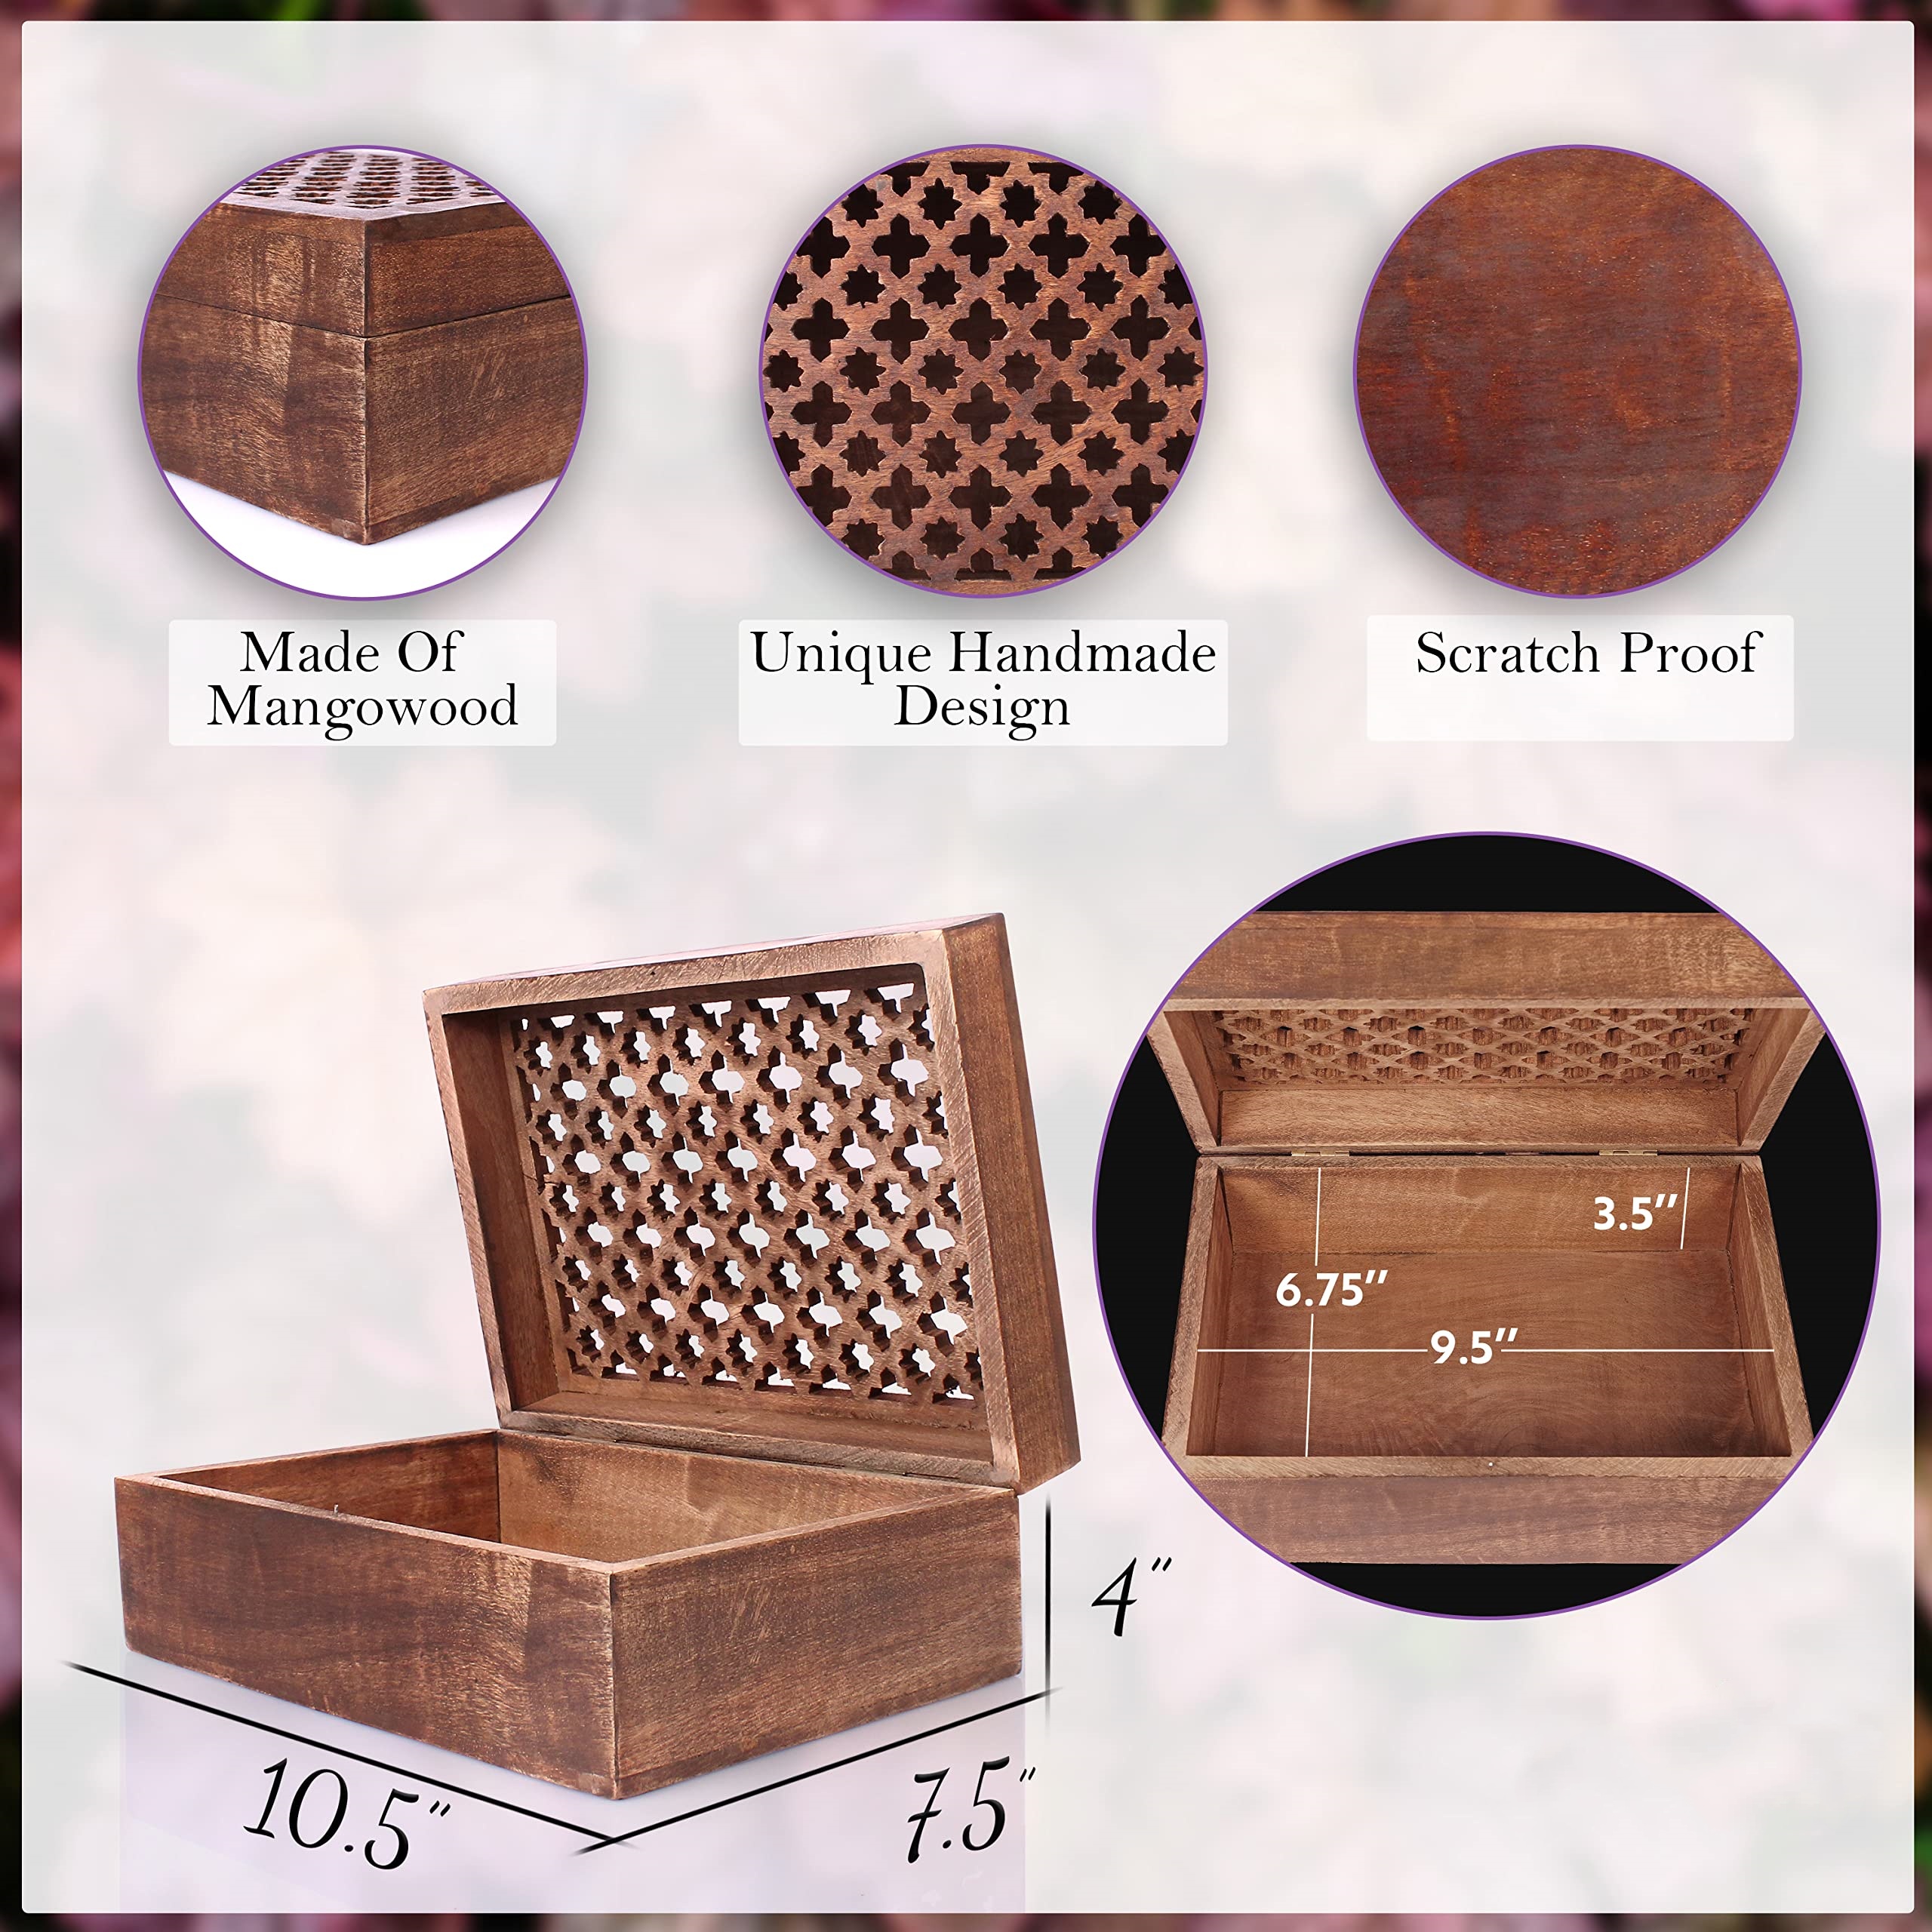 Made Of
Mangowood
Unique Handmade
Design
Scratch Proof
3.5″
6.75″
9.5″
4″
10.5″
7.5″